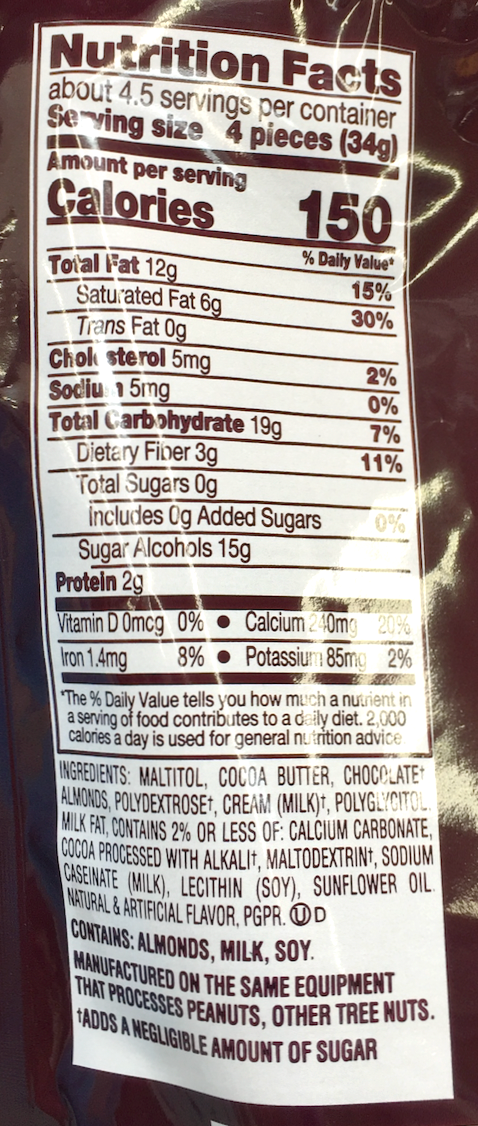 Nutrition Facts
about 4.5 servings per container
Serving size 4 pieces (34g)
Amount per serving
Calories 150
% Daily Value*
Total Fat 12g 15%
Saturated Fat 6g 30%
Trans Fat 0g
Cholesterol 5mg 2%
Sodium 5mg 0%
Total Carbohydrate 19g 7%
Dietary Fiber 3g 11%
Total Sugars 0g
Includes 0g Added Sugars 0%
Sugar Alcohols 15g
Protein 2g
Vitamin D 0mcg 0% • Calcium 240mg 20%
Iron 1.4mg 8% • Potassium 85mg 2%
*The % Daily Value tells you how much a nutrient in
a serving of food contributes to a daily diet. 2,000
calories a day is used for general nutrition advice.
INGREDIENTS: MALTITOL, COCOA BUTTER, CHOCOLATE†
ALMONDS, POLYDEXTROSE†, CREAM (MILK)†, POLYGLYCITOL.
MILK FAT, CONTAINS 2% OR LESS OF: CALCIUM CARBONATE,
COCOA PROCESSED WITH ALKALI†, MALTODEXTRIN†, SODIUM
CASEINATE (MILK), LECITHIN (SOY), SUNFLOWER OIL.
NATURAL & ARTIFICIAL FLAVOR, PGPR. Ⓤ D
CONTAINS: ALMONDS, MILK, SOY.
MANUFACTURED ON THE SAME EQUIPMENT
THAT PROCESSES PEANUTS, OTHER TREE NUTS.
†ADDS A NEGLIGIBLE AMOUNT OF SUGAR